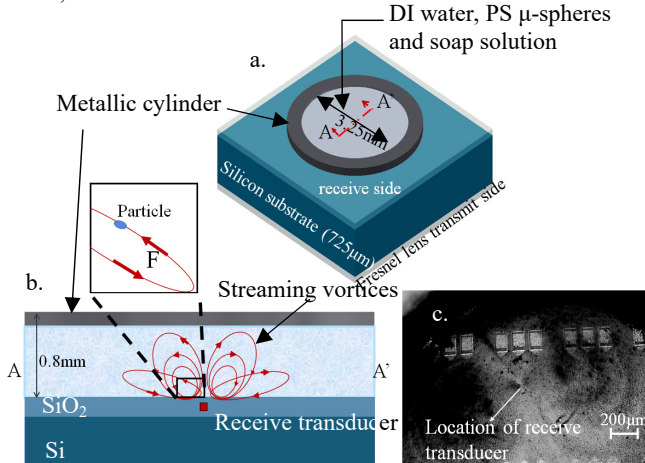 DI water, PS µ-spheres
and soap solution
a.
Metallic cylinder
A'
A
3.25mm
receive side
Silicon substrate (725µm)
Fresnel lens transmit side
Particle
F
b.
Streaming vortices
c.
0.8mm
A
A'
SiO₂
Receive transducer
Si
Location of receive
transducer
200µm